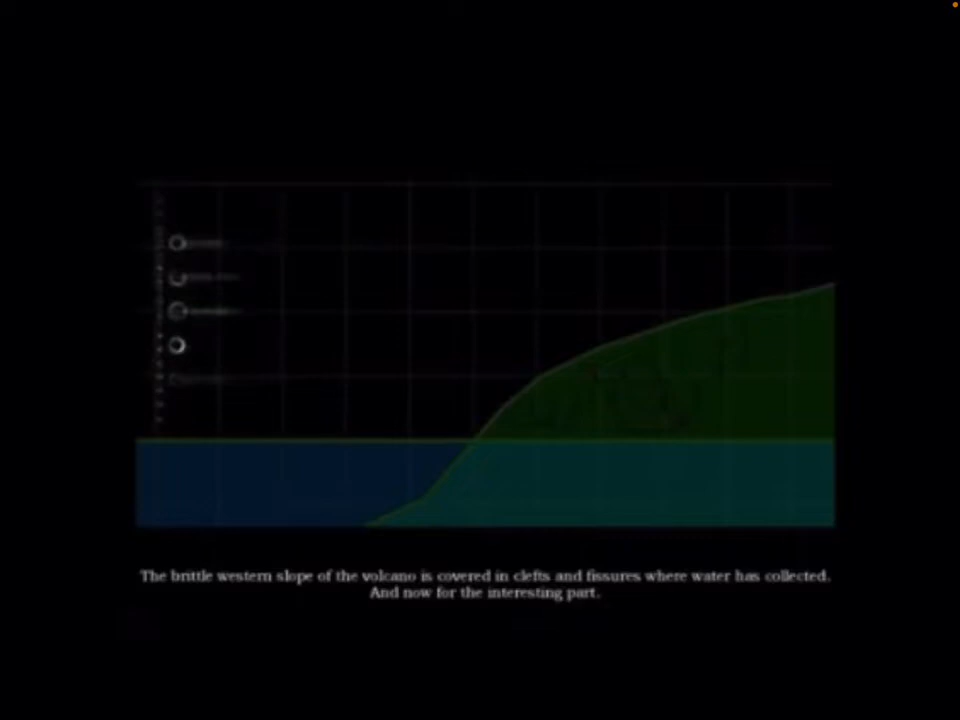 The brittle western slope of the volcano is covered in clefts and fissures where water has collected.
And now for the interesting part.